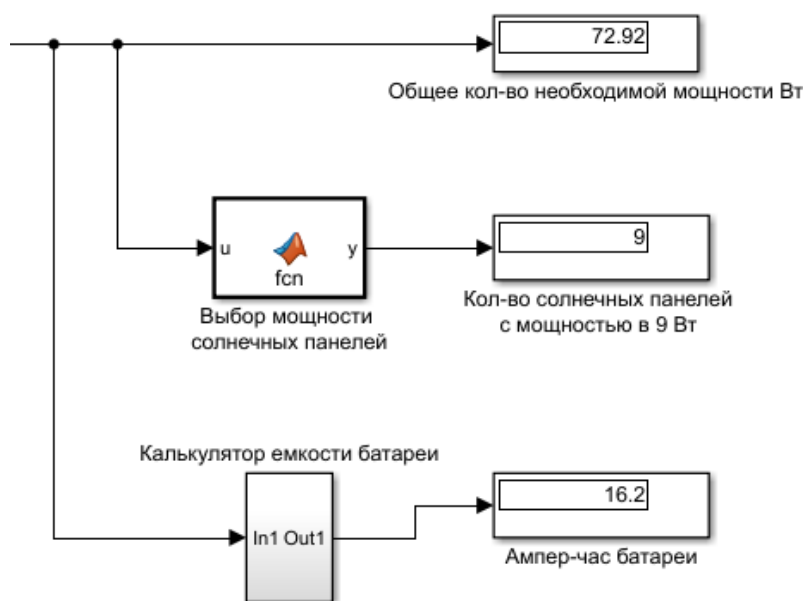 72.92
Общее кол-во необходимой мощности Вт
u
y
fcn
Выбор мощности
солнечных панелей
9
Кол-во солнечных панелей
с мощностью в 9 Вт
Калькулятор емкости батареи
In1 Out1
16.2
Ампер-час батареи